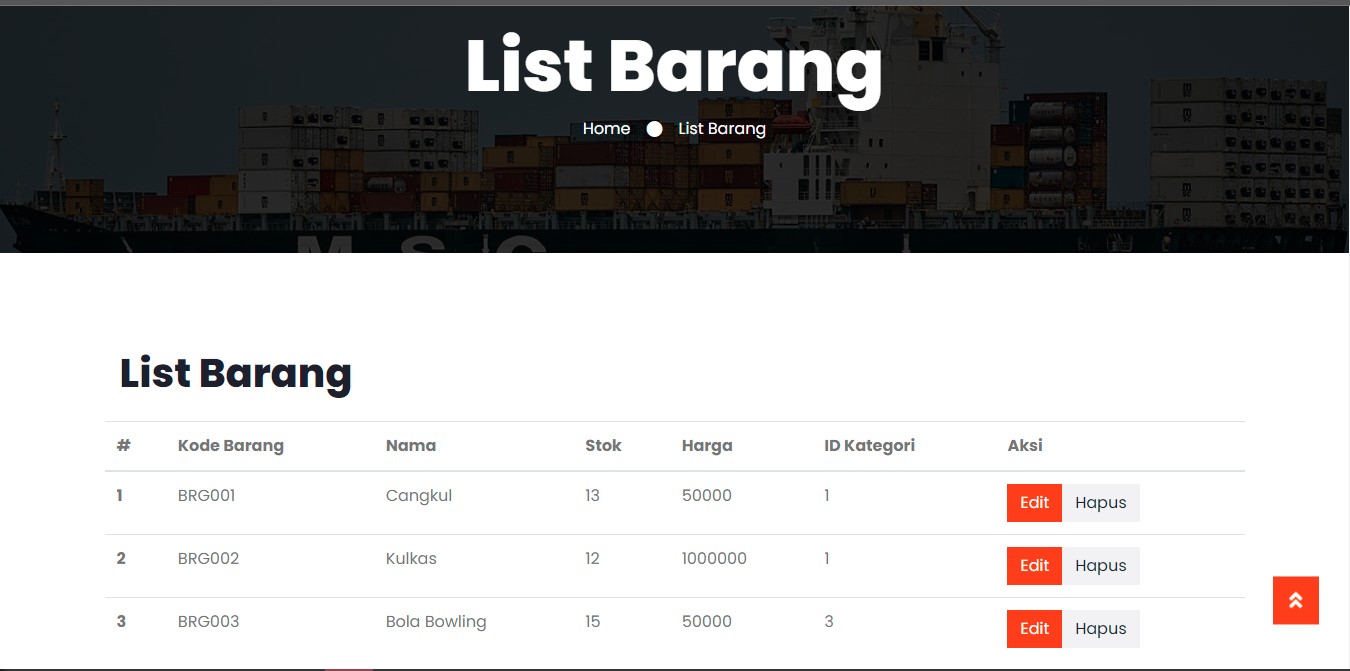 List Barang
Home List Barang
M S C
List Barang
# Kode Barang Nama Stok Harga ID Kategori Aksi
1 BRG001 Cangkul 13 50000 1 Edit Hapus
2 BRG002 Kulkas 12 1000000 1 Edit Hapus
3 BRG003 Bola Bowling 15 50000 3 Edit Hapus